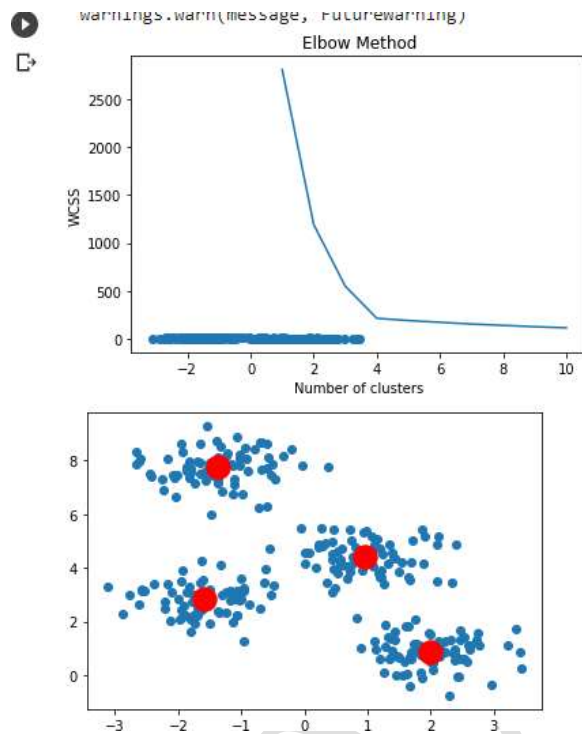 warnings.warn(message, FutureWarning)
Elbow Method
2500
2000
1500
1000
500
0
WCSS
−2 0 2 4 6 8 10
Number of clusters
8
6
4
2
0
−3 −2 −1 0 1 2 3